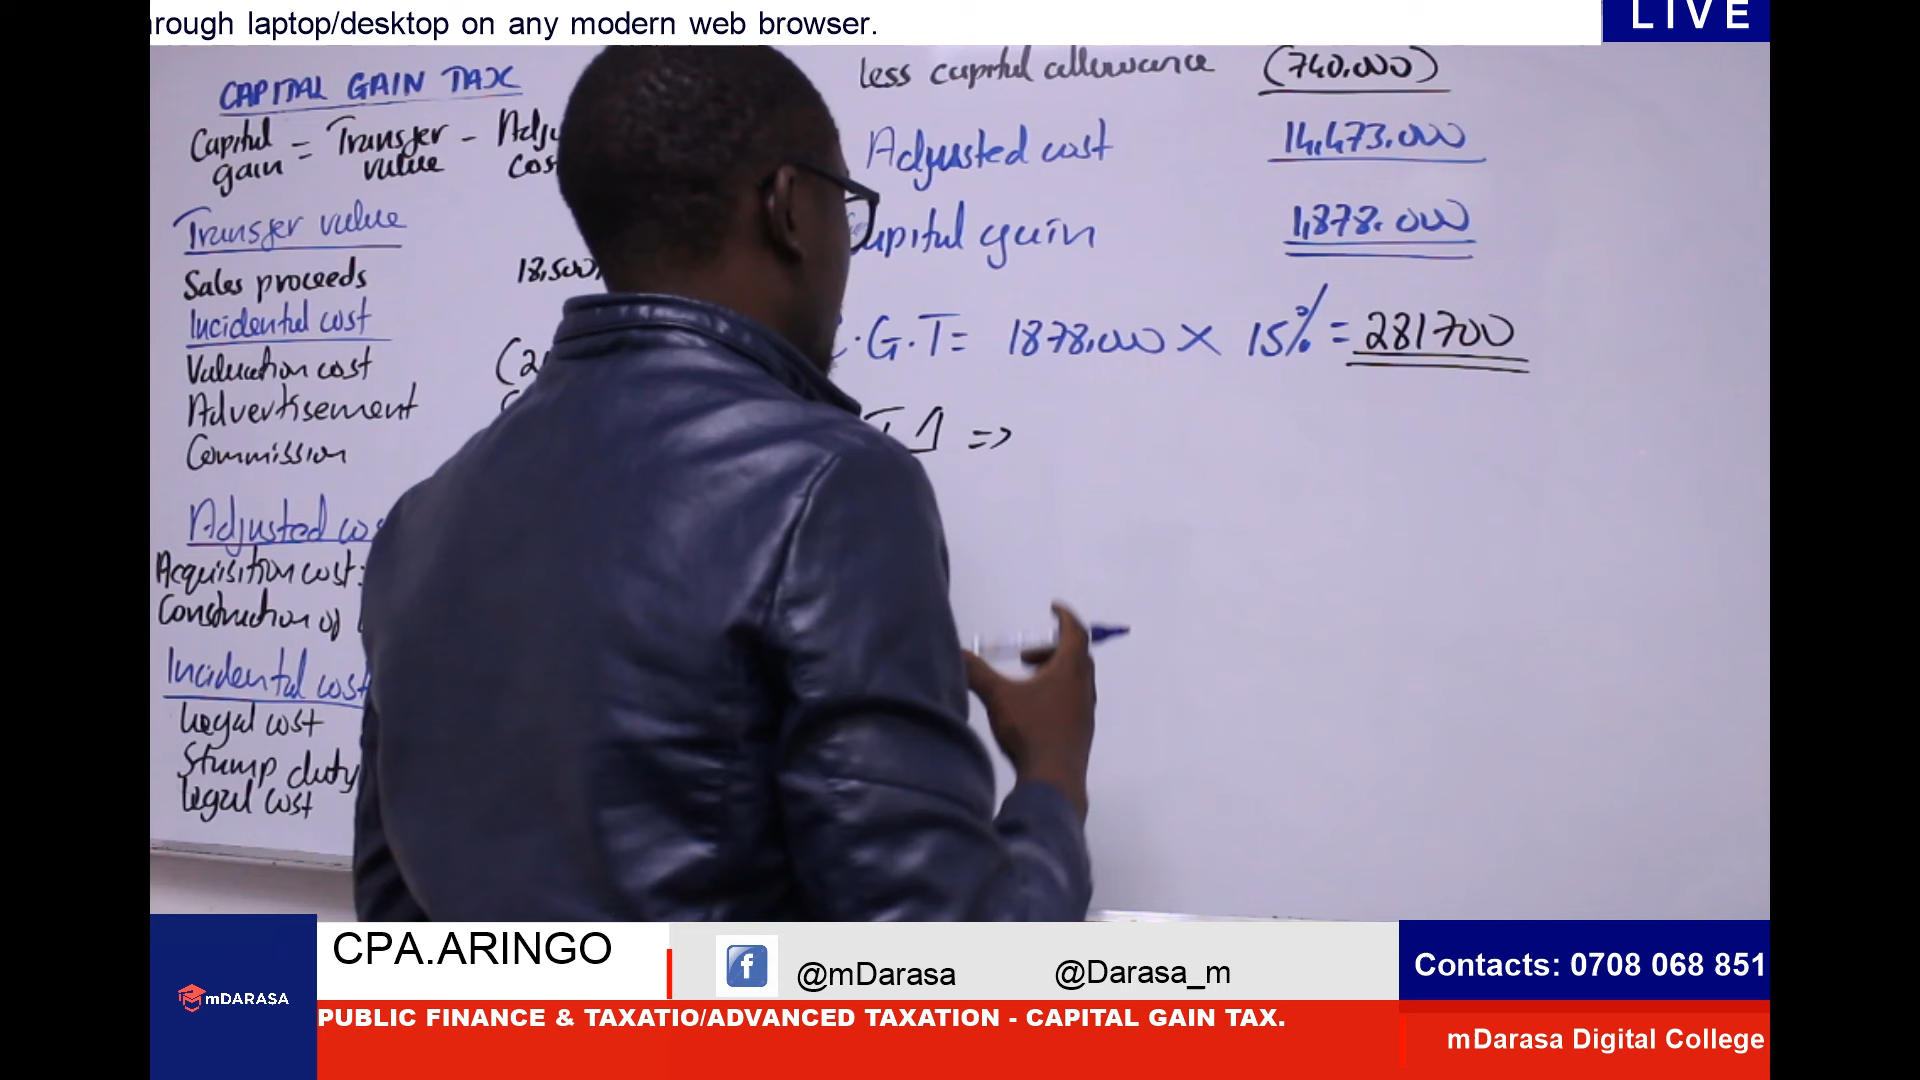 rough laptop/desktop on any modern web browser.
LIVE
CAPITAL GAIN TAX
Capital gain = Transfer value - Adju
cos
Transfer value
Sales proceeds 18,500,
Incidental cost
Valuation cost (2
Advertisement (
Commission
Adjusted cos
Acquisition cost:
Construction of
Incidental cost
Legal cost
Stamp duty
legal cost
less capital allowance (740.000)
Adjusted cost 14,473.000
Capital gain 1,878.000
.G.T= 1878.000 × 15% = 281700
=>
CPA.ARINGO
f
@mDarasa
@Darasa_m
Contacts: 0708 068 851
mDARASA
PUBLIC FINANCE & TAXATIO/ADVANCED TAXATION - CAPITAL GAIN TAX.
mDarasa Digital College